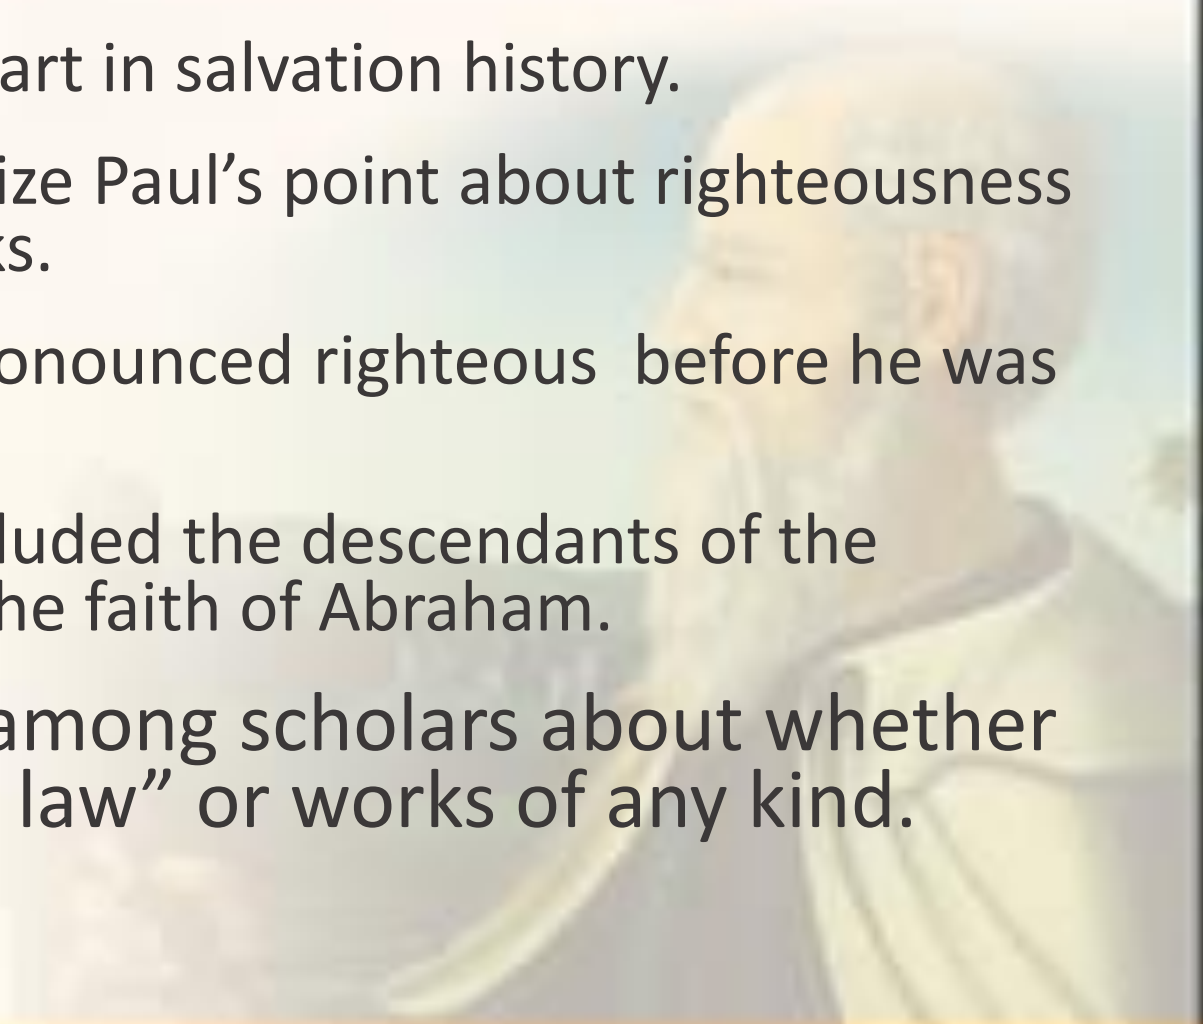 art in salvation history.
ize Paul’s point about righteousness
ks.
onounced righteous  before he was
luded the descendants of the
he faith of Abraham.
among scholars about whether
law” or works of any kind.